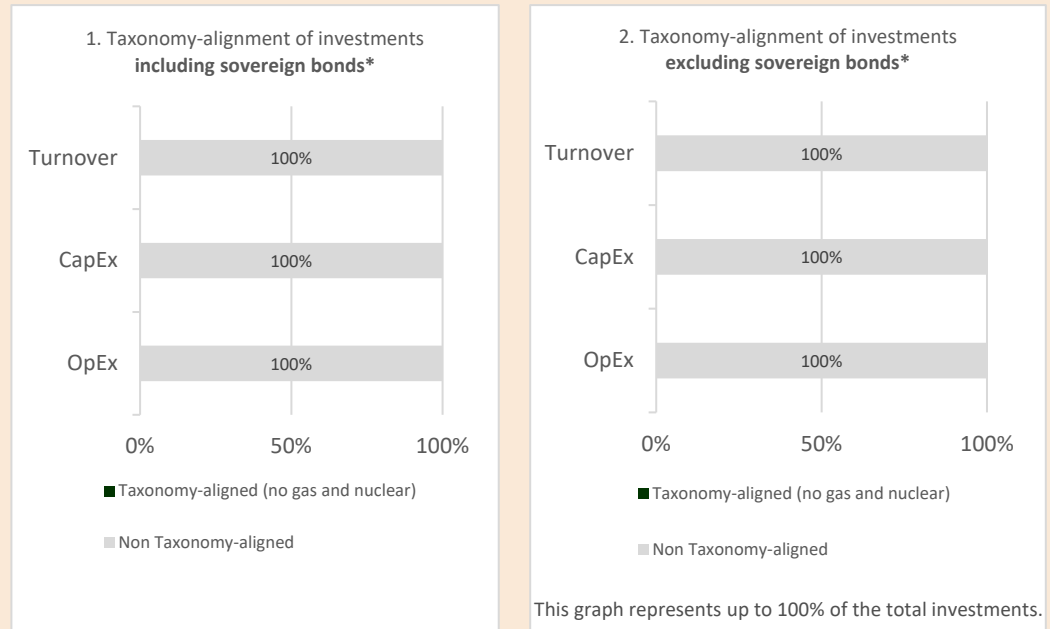 1. Taxonomy-alignment of investments
including sovereign bonds*
Turnover
100%
CapEx
100%
OpEx
100%
0% 50% 100%
Taxonomy-aligned (no gas and nuclear)
Non Taxonomy-aligned
2. Taxonomy-alignment of investments
excluding sovereign bonds*
Turnover
100%
CapEx
100%
OpEx
100%
0% 50% 100%
Taxonomy-aligned (no gas and nuclear)
Non Taxonomy-aligned
This graph represents up to 100% of the total investments.